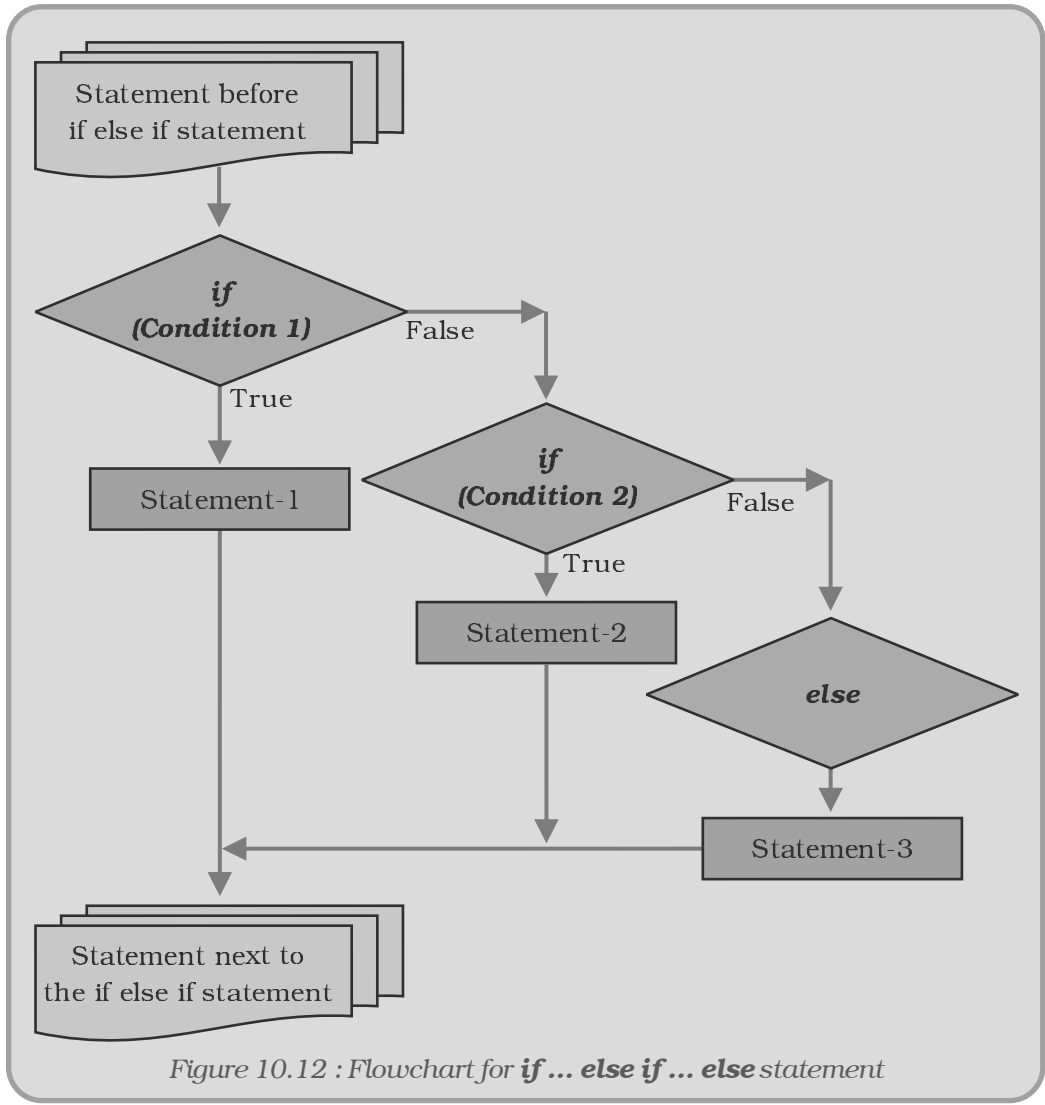 Statement before
if else if statement
if
(Condition 1)
False
True
Statement-1
if
(Condition 2)
False
True
Statement-2
else
Statement-3
Statement next to
the if else if statement
Figure 10.12 : Flowchart for if ... else if ... else statement